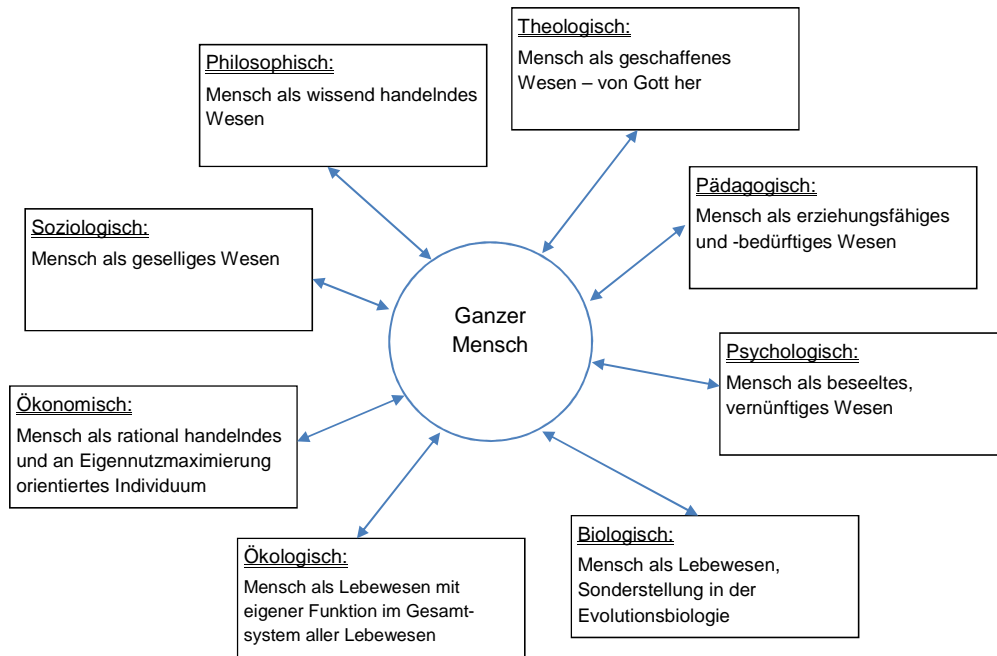 Theologisch:
Mensch als geschaffenes
Wesen – von Gott her
Philosophisch:
Mensch als wissend handelndes
Wesen
Pädagogisch:
Mensch als erziehungsfähiges
und -bedürftiges Wesen
Soziologisch:
Mensch als geselliges Wesen
Ganzer
Mensch
Psychologisch:
Mensch als beseeltes,
vernünftiges Wesen
Ökonomisch:
Mensch als rational handelndes
und an Eigennutzmaximierung
orientiertes Individuum
Ökologisch:
Mensch als Lebewesen mit
eigener Funktion im Gesamt-
system aller Lebewesen
Biologisch:
Mensch als Lebewesen,
Sonderstellung in der
Evolutionsbiologie